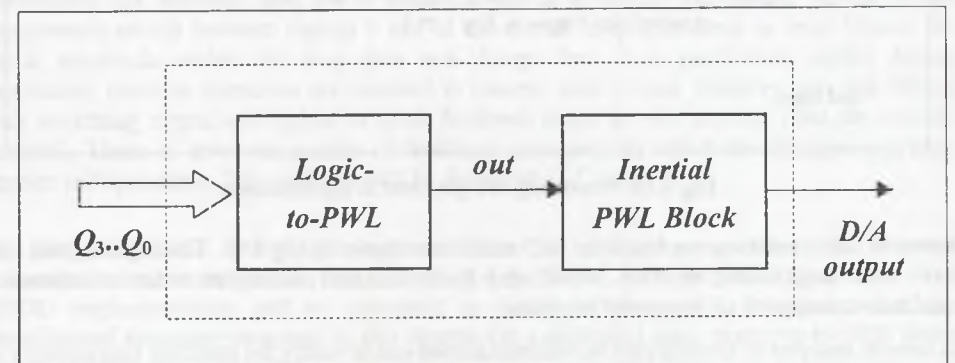 Logic-
to-PWL
out
Inertial
PWL Block
Q3..Q0
D/A
output